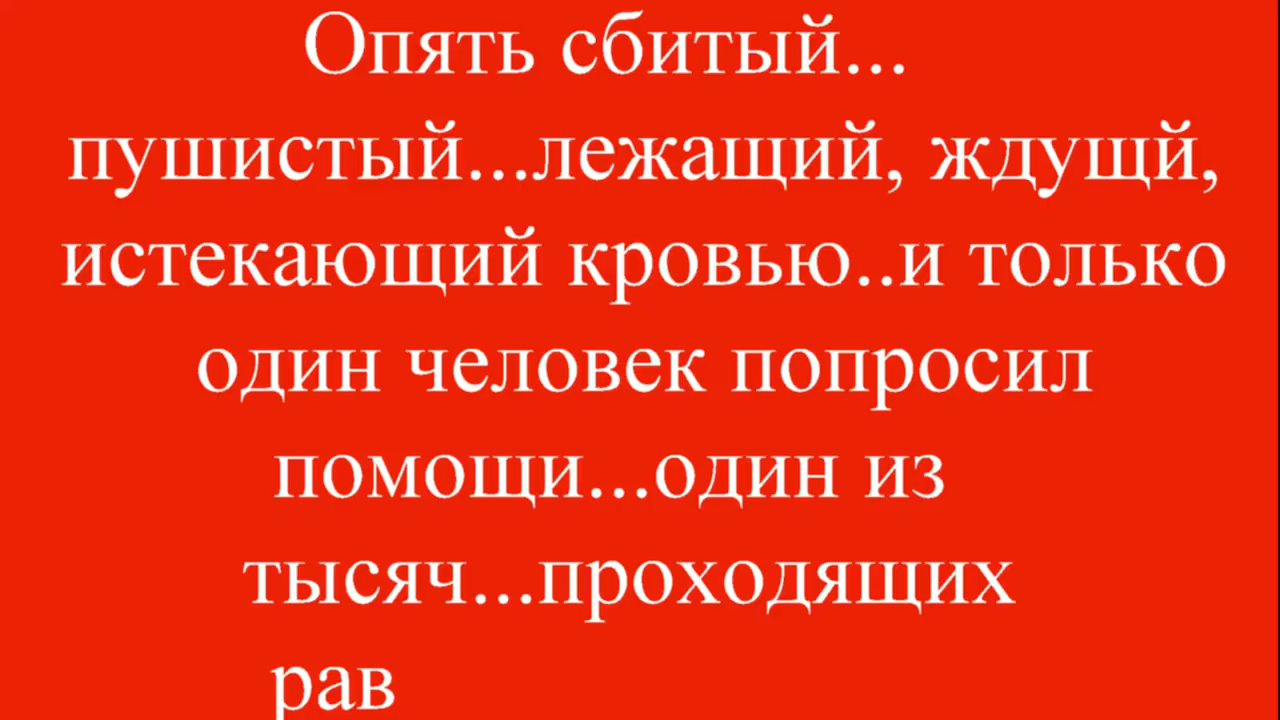 Опять сбитый...
пушистый...лежащий, ждущй,
истекающий кровью..и только
один человек попросил
помощи...один из
тысяч...проходящих
рав